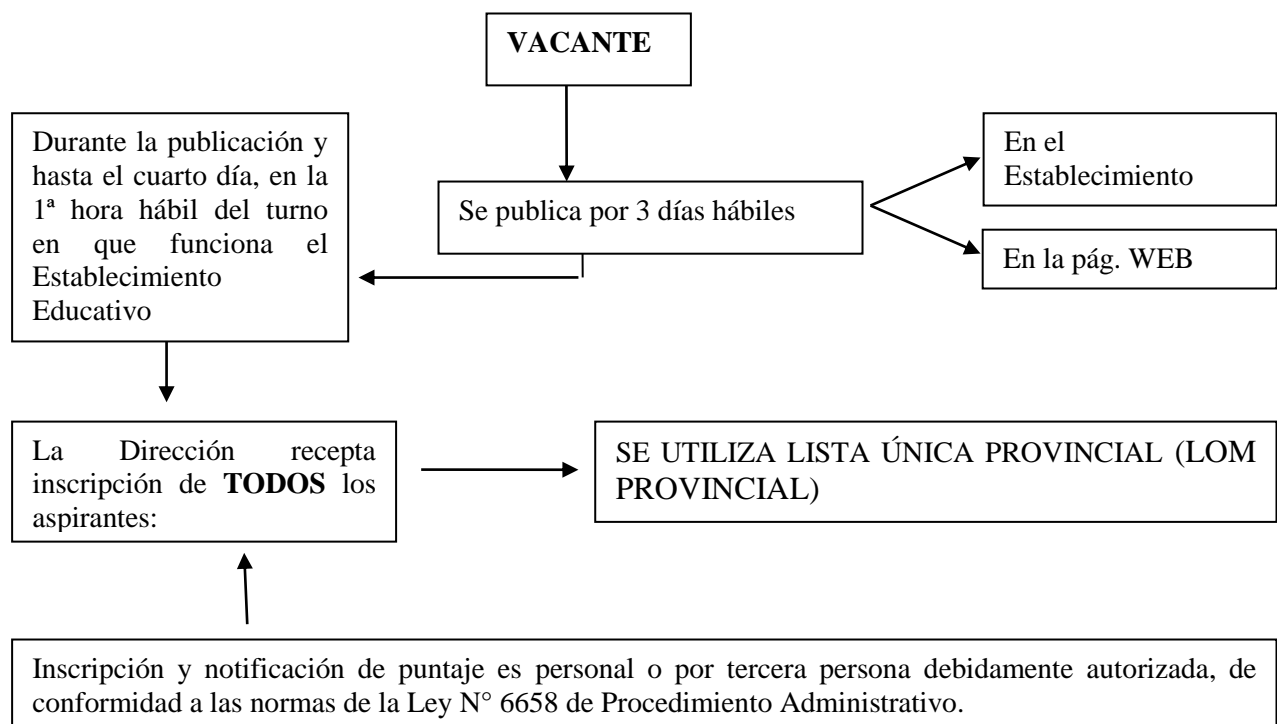 VACANTE
Durante la publicación y
hasta el cuarto día, en la
1ª hora hábil del turno
en que funciona el
Establecimiento
Educativo
Se publica por 3 días hábiles
En el
Establecimiento
En la pág. WEB
La Dirección recepta
inscripción de TODOS los
aspirantes:
SE UTILIZA LISTA ÚNICA PROVINCIAL (LOM
PROVINCIAL)
Inscripción y notificación de puntaje es personal o por tercera persona debidamente autorizada, de
conformidad a las normas de la Ley N° 6658 de Procedimiento Administrativo.